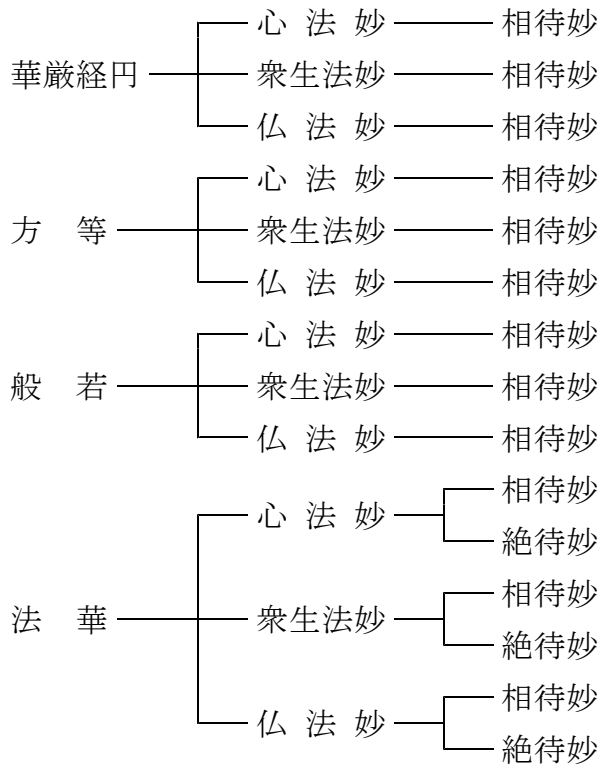 心法妙 相待妙
華厳経円 衆生法妙 相待妙
仏法妙 相待妙
心法妙 相待妙
方等 衆生法妙 相待妙
仏法妙 相待妙
心法妙 相待妙
般若 衆生法妙 相待妙
仏法妙 相待妙
相待妙
心法妙
絶待妙
相待妙
法華 衆生法妙
絶待妙
相待妙
仏法妙
絶待妙